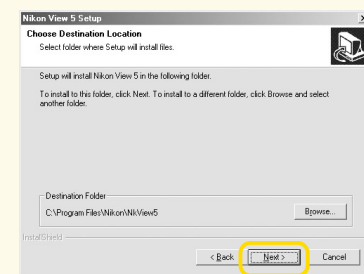 Nikon View 5 Setup
Choose Destination Location
Select folder where Setup will install files.
Setup will install Nikon View 5 in the following folder.
To install to this folder, click Next. To install to a different folder, click Browse and select
another folder.
Destination Folder
C:\Program Files\Nikon\NkView5
Browse...
InstallShield
< Back
Next >
Cancel